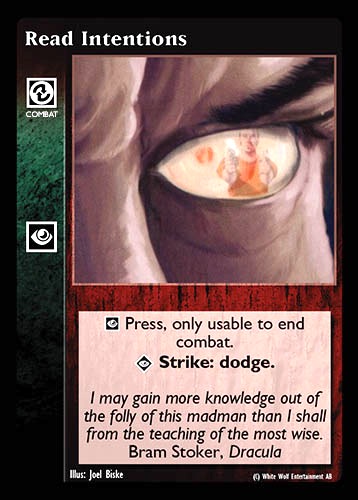 Read Intentions
COMBAT
Press, only usable to end
combat.
Strike: dodge.
I may gain more knowledge out of
the folly of this madman than I shall
from the teaching of the most wise.
Bram Stoker, Dracula
Illus: Joel Biske
(C) White Wolf Entertainment AB